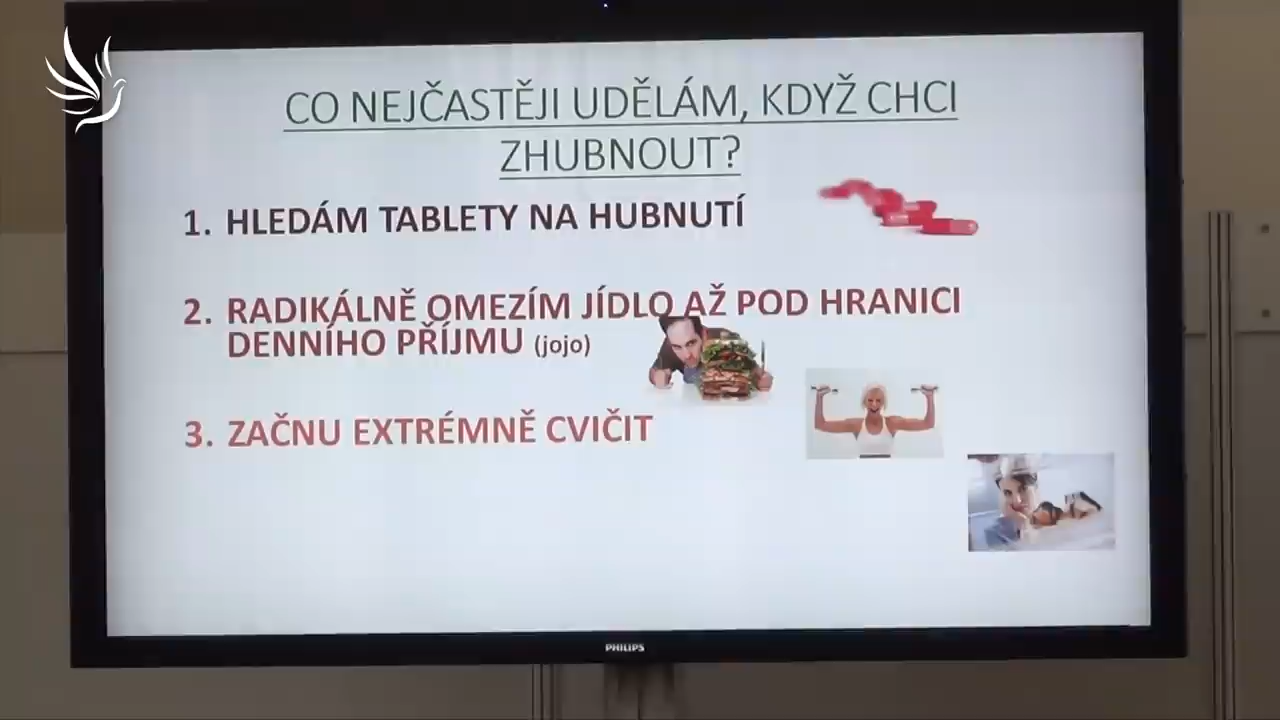 CO NEJČASTĚJI UDĚLÁM, KDYŽ CHCI
ZHUBNOUT?
1. HLEDÁM TABLETY NA HUBNUTÍ
2. RADIKÁLNĚ OMEZÍM JÍDLO AŽ POD HRANICI
DENNÍHO PŘÍJMU (jojo)
3. ZAČNU EXTRÉMNĚ CVIČIT
PHILIPS